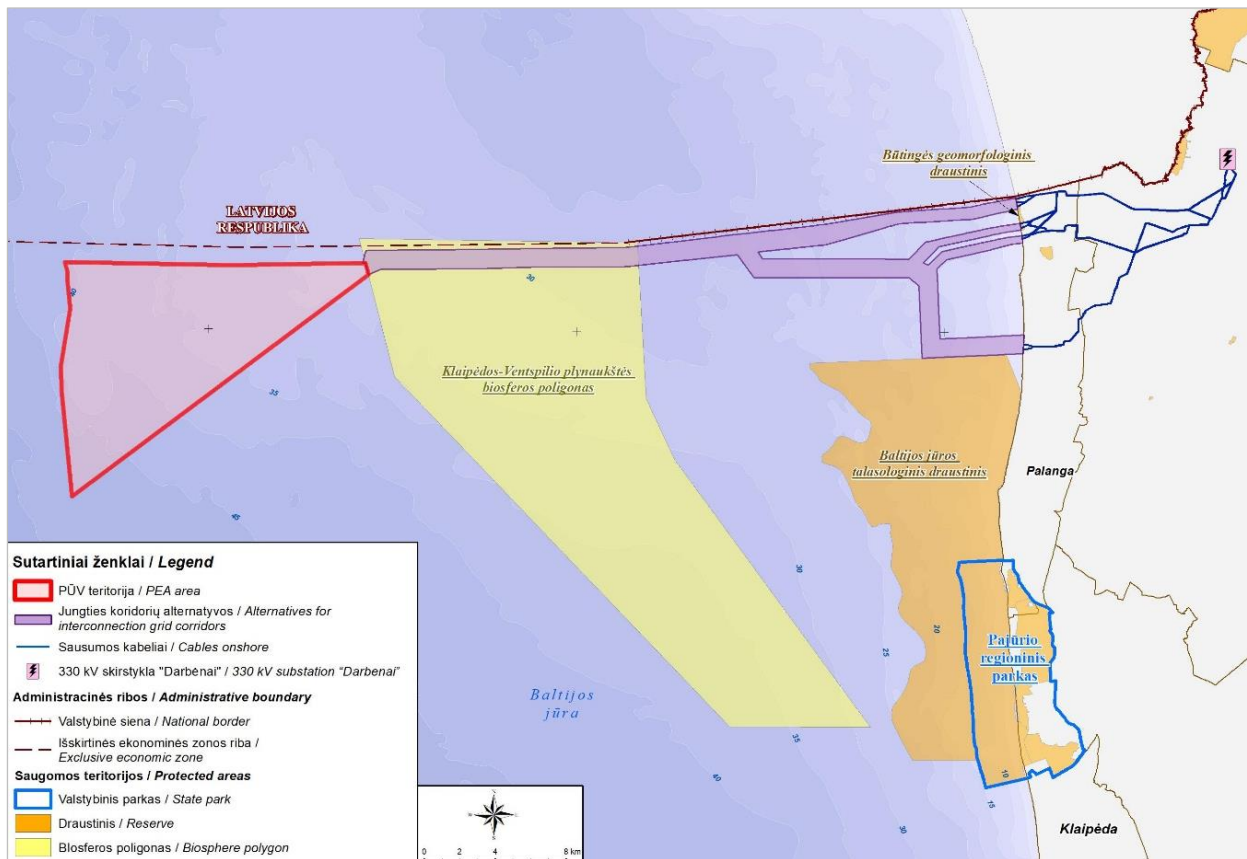 Būtingės geomorfologinis
draustinis
LATVIJOS
RESPUBLIKA
50
30
35
Klaipėdos-Ventspilio plynaukštės
biosferos poligonas
Baltijos jūros
talasologinis draustinis
Palanga
45
30
20
25
Pajūrio
regioninis
parkas
Baltijos
jūra
35
40
30
15
10
Klaipėda
Sutartiniai ženklai / Legend
PŪV teritorija / PEA area
Jungties koridorių alternatyvos / Alternatives for
interconnection grid corridors
Sausumos kabeliai / Cables onshore
330 kV skirstykla "Darbėnai" / 330 kV substation "Darbenai"
Administracinės ribos / Administrative boundary
Valstybinė siena / National border
Išskirtinės ekonominės zonos riba /
Exclusive economic zone
Saugomos teritorijos / Protected areas
Valstybinis parkas / State park
Draustinis / Reserve
BIosferos poligonas / Biosphere polygon
N
S
0 2 4 8 km